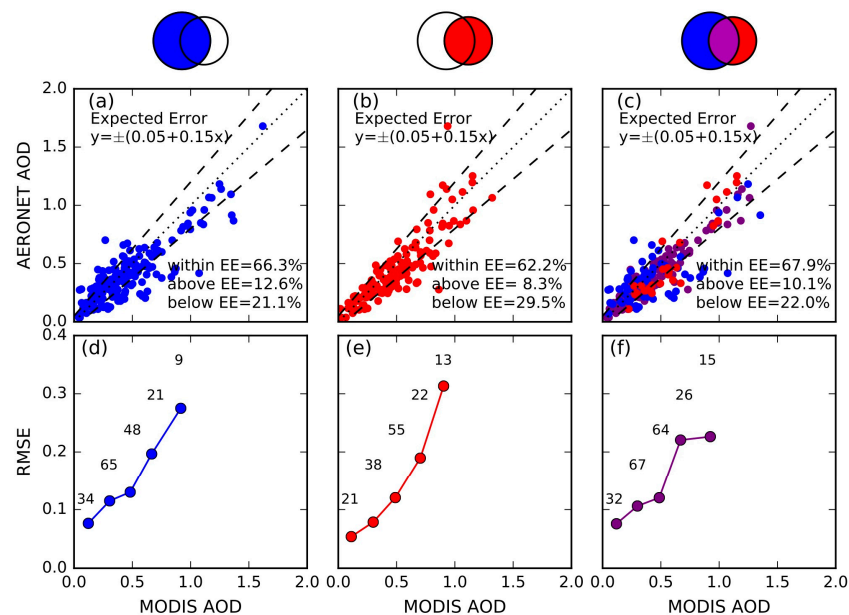 (a)
Expected Error
y=±(0.05+0.15x)
within EE=66.3%
above EE=12.6%
below EE=21.1%
(b)
Expected Error
y=±(0.05+0.15x)
within EE=62.2%
above EE= 8.3%
below EE=29.5%
(c)
Expected Error
y=±(0.05+0.15x)
within EE=67.9%
above EE=10.1%
below EE=22.0%
AERONET AOD
2.0
1.5
1.0
0.5
0.0
(d)
34
65
48
21
9
(e)
21
38
55
22
13
(f)
32
67
64
26
15
RMSE
0.4
0.3
0.2
0.1
0.0
0.0 0.5 1.0 1.5 2.0
MODIS AOD
0.0 0.5 1.0 1.5 2.0
MODIS AOD
0.0 0.5 1.0 1.5 2.0
MODIS AOD